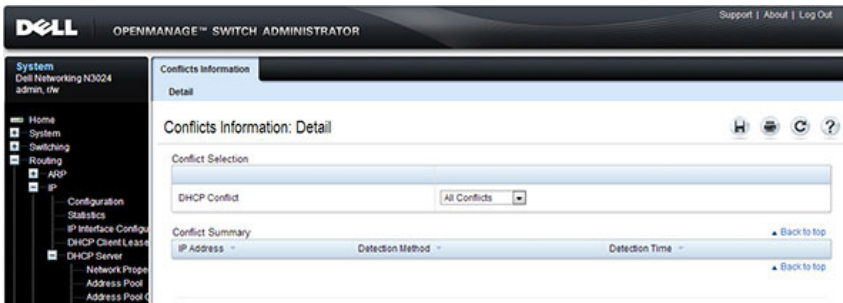 Support | About | Log Out
DELL OPENMANAGE™ SWITCH ADMINISTRATOR
System
Dell Networking N3024
admin, r/w
Home
System
Switching
Routing
ARP
IP
Configuration
Statistics
IP Interface Configu
DHCP Client Lease
DHCP Server
Network Prope
Address Pool
Address Pool
Conflicts Information
Detail
Conflicts Information: Detail
Conflict Selection
DHCP Conflict All Conflicts
Conflict Summary Back to top
IP Address Detection Method Detection Time
Back to top